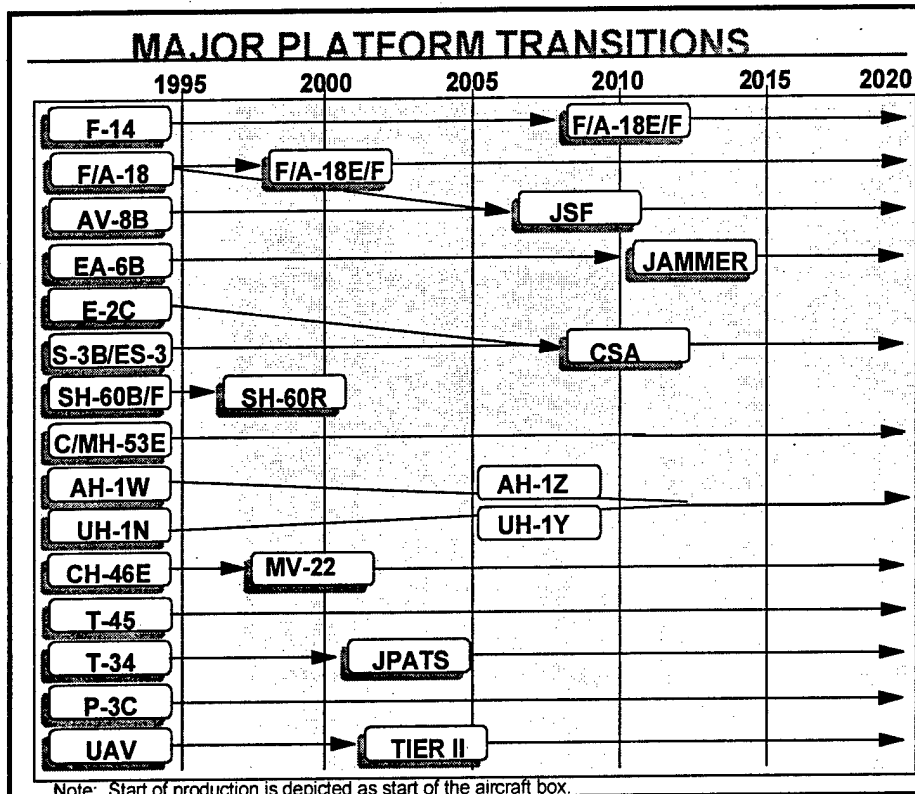 MAJOR PLATFORM TRANSITIONS
1995 2000 2005 2010 2015 2020
F-14 F/A-18E/F
F/A-18 F/A-18E/F
AV-8B JSF
EA-6B JAMMER
E-2C
S-3B/ES-3 CSA
SH-60B/F SH-60R
C/MH-53E
AH-1W AH-1Z
UH-1N UH-1Y
CH-46E MV-22
T-45
T-34 JPATS
P-3C
UAV TIER II
Note: Start of production is depicted as start of the aircraft box.